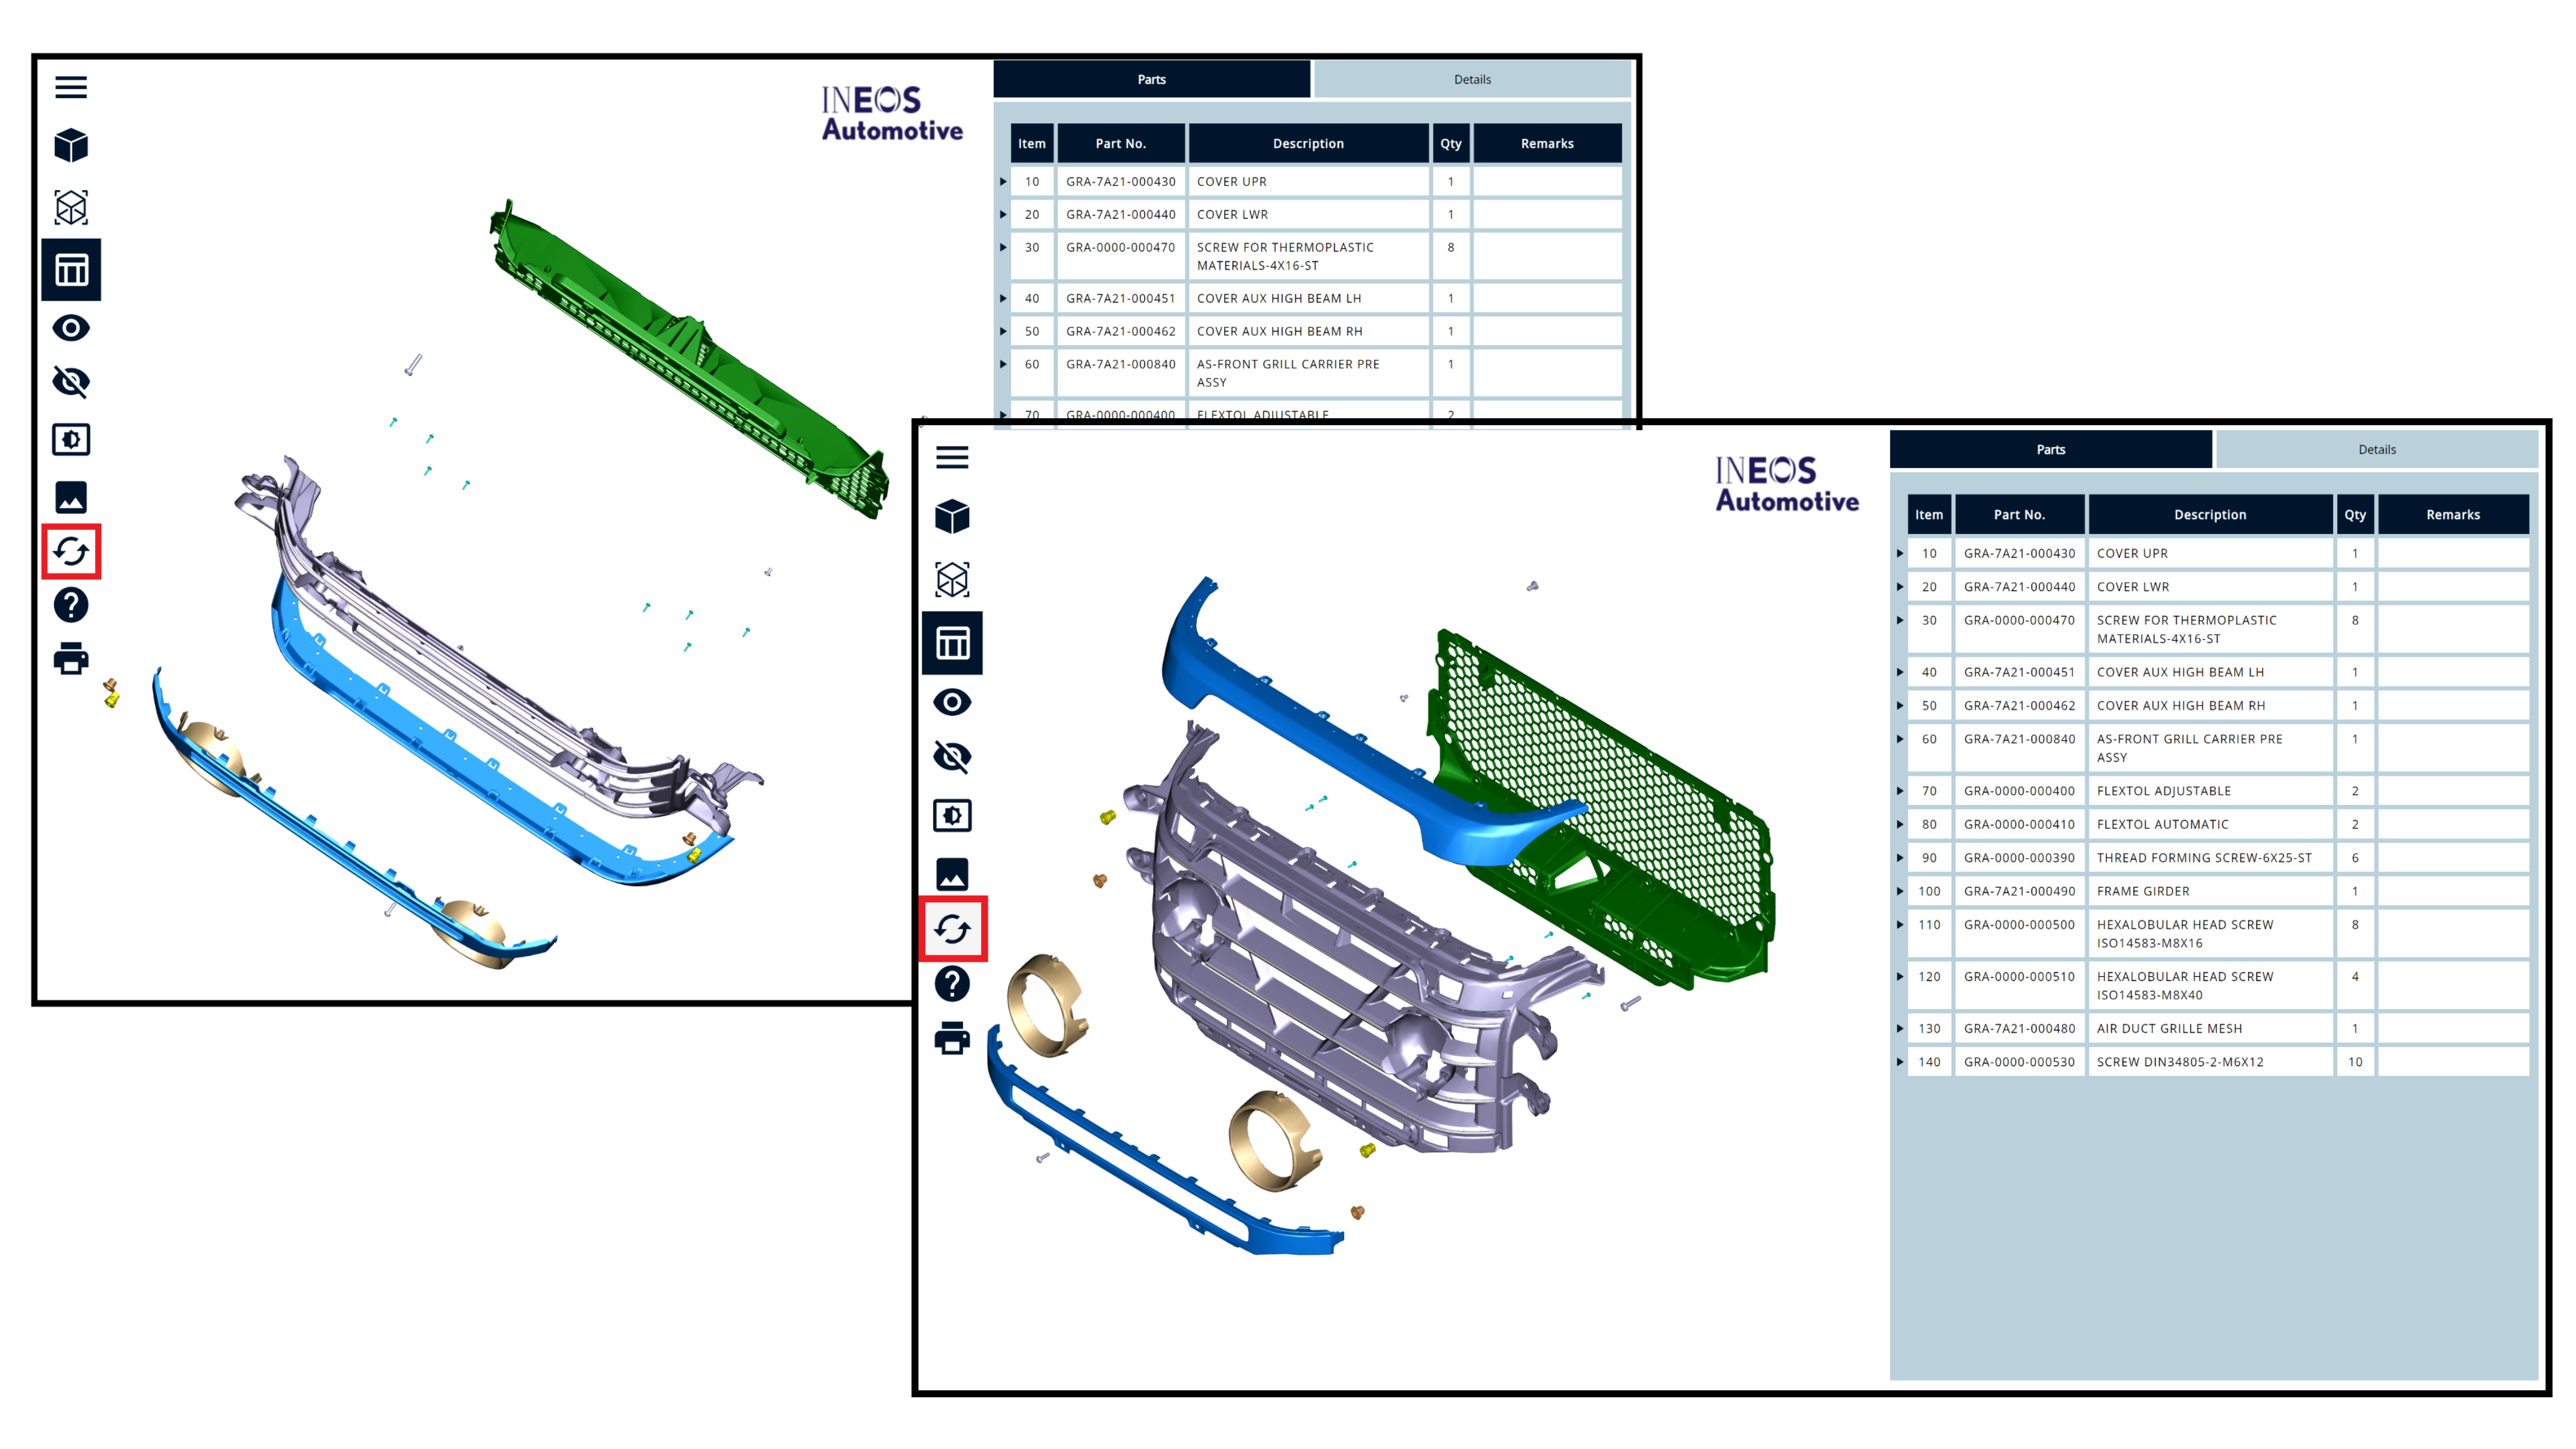 INEOS
Automotive
Parts Details
Item Part No. Description Qty Remarks
10 GRA-7A21-000430 COVER UPR 1
20 GRA-7A21-000440 COVER LWR 1
30 GRA-0000-000470 SCREW FOR THERMOPLASTIC 8
MATERIALS-4X16-ST
40 GRA-7A21-000451 COVER AUX HIGH BEAM LH 1
50 GRA-7A21-000462 COVER AUX HIGH BEAM RH 1
60 GRA-7A21-000840 AS-FRONT GRILL CARRIER PRE 1
ASSY
70 GRA-0000-000400 FLEXTOL ADJUSTABLE 2
INEOS
Automotive
Parts Details
Item Part No. Description Qty Remarks
10 GRA-7A21-000430 COVER UPR 1
20 GRA-7A21-000440 COVER LWR 1
30 GRA-0000-000470 SCREW FOR THERMOPLASTIC 8
MATERIALS-4X16-ST
40 GRA-7A21-000451 COVER AUX HIGH BEAM LH 1
50 GRA-7A21-000462 COVER AUX HIGH BEAM RH 1
60 GRA-7A21-000840 AS-FRONT GRILL CARRIER PRE 1
ASSY
70 GRA-0000-000400 FLEXTOL ADJUSTABLE 2
80 GRA-0000-000410 FLEXTOL AUTOMATIC 2
90 GRA-0000-000390 THREAD FORMING SCREW-6X25-ST 6
100 GRA-7A21-000490 FRAME GIRDER 1
110 GRA-0000-000500 HEXALOBULAR HEAD SCREW 8
ISO14583-M8X16
120 GRA-0000-000510 HEXALOBULAR HEAD SCREW 4
ISO14583-M8X40
130 GRA-7A21-000480 AIR DUCT GRILLE MESH 1
140 GRA-0000-000530 SCREW DIN34805-2-M6X12 10